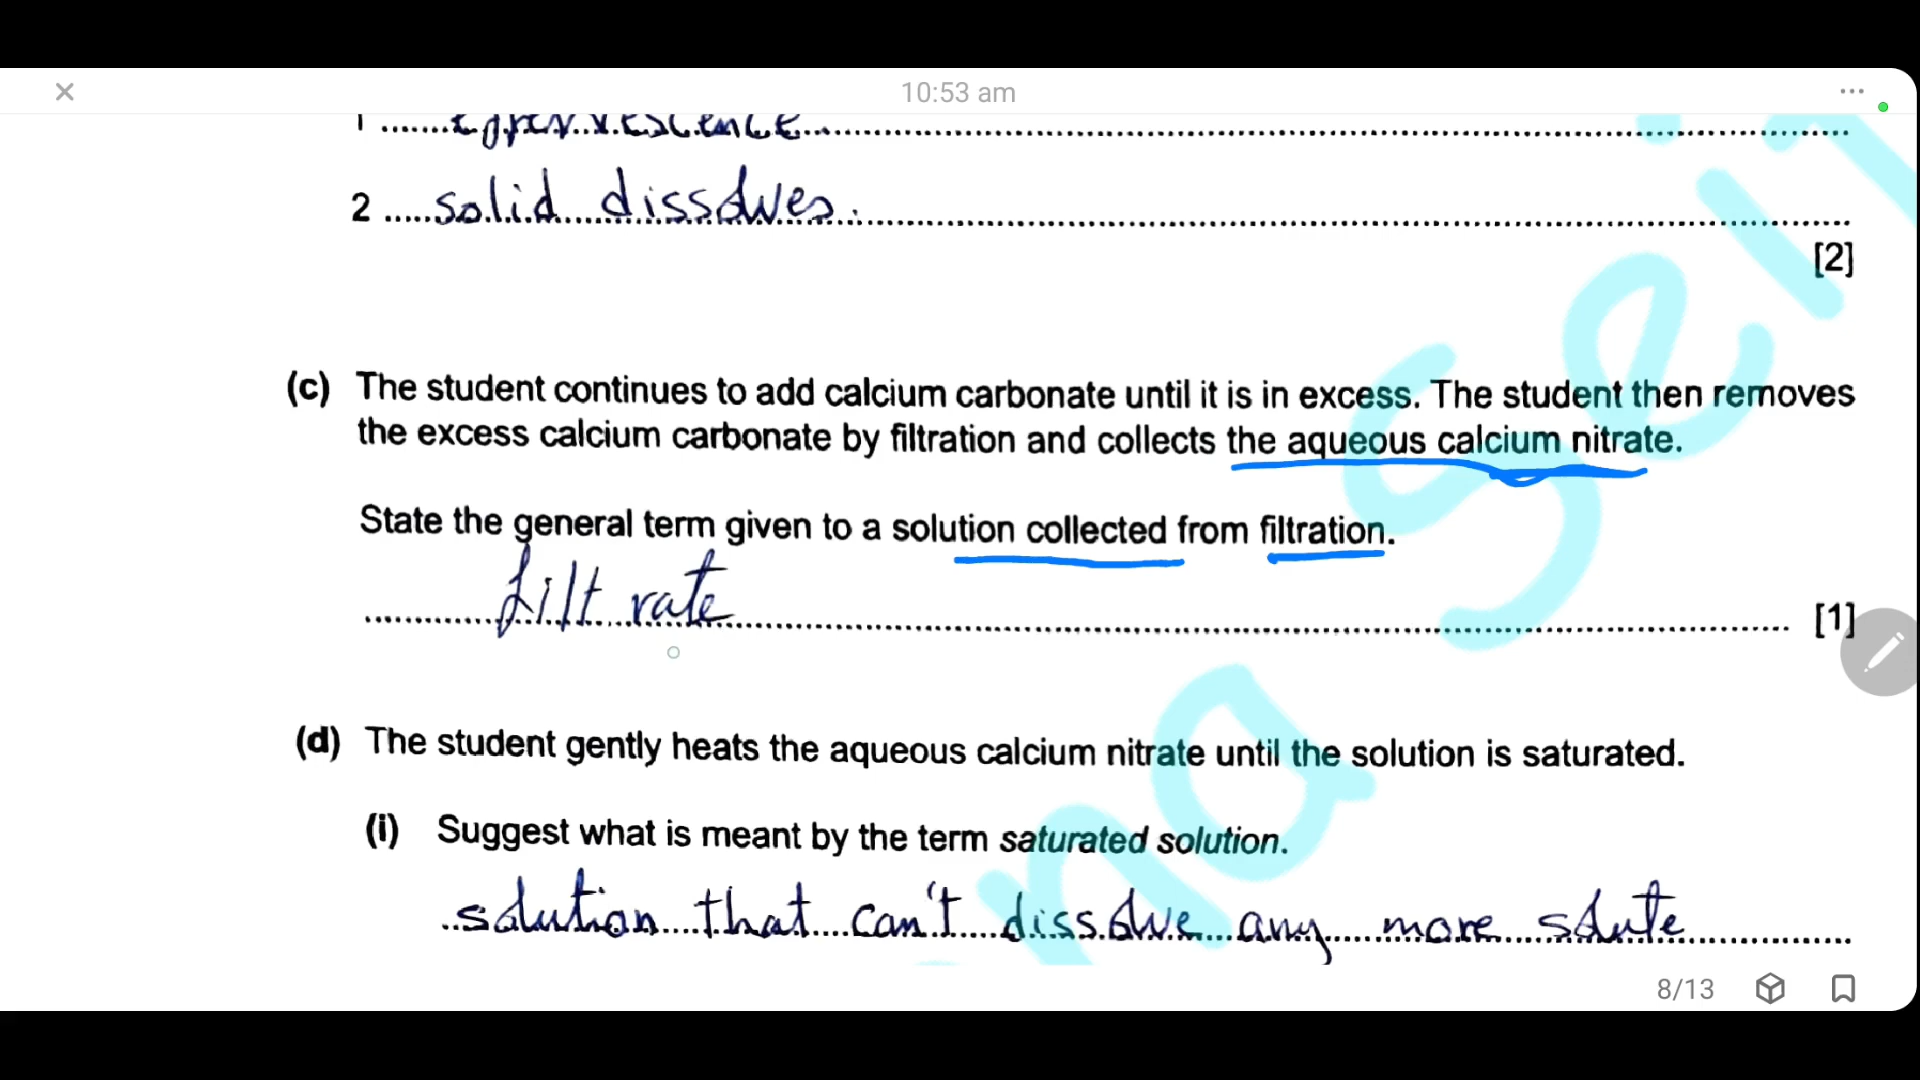 10:53 am
1 ....... effervescence
2 ..... solid dissolves.
[2]
(c) The student continues to add calcium carbonate until it is in excess. The student then removes
the excess calcium carbonate by filtration and collects the aqueous calcium nitrate.
State the general term given to a solution collected from filtration.
filtrate
[1]
(d) The student gently heats the aqueous calcium nitrate until the solution is saturated.
(i) Suggest what is meant by the term saturated solution.
solution that can't dissolve any more solute
8/13